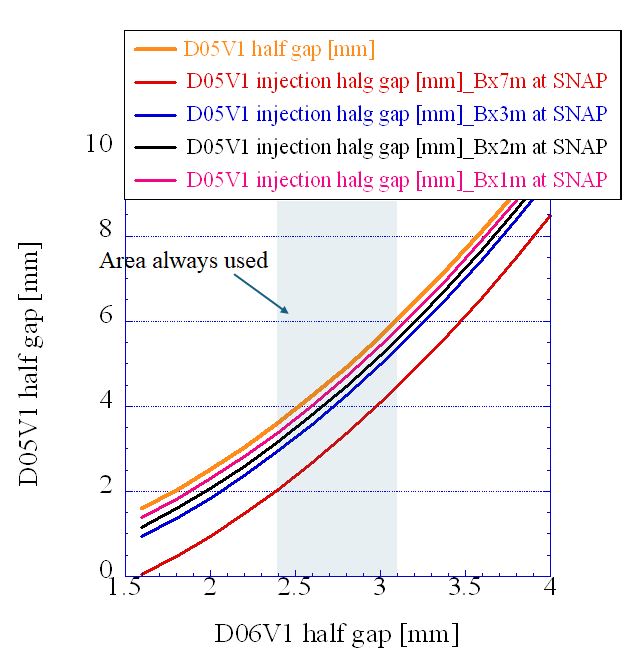 D05V1 half gap [mm]
D05V1 injection halg gap [mm]_Bx7m at SNAP
D05V1 injection halg gap [mm]_Bx3m at SNAP
D05V1 injection halg gap [mm]_Bx2m at SNAP
D05V1 injection halg gap [mm]_Bx1m at SNAP
10
8
Area always used
6
4
2
0
D05V1 half gap [mm]
1.5 2 2.5 3 3.5 4
D06V1 half gap [mm]